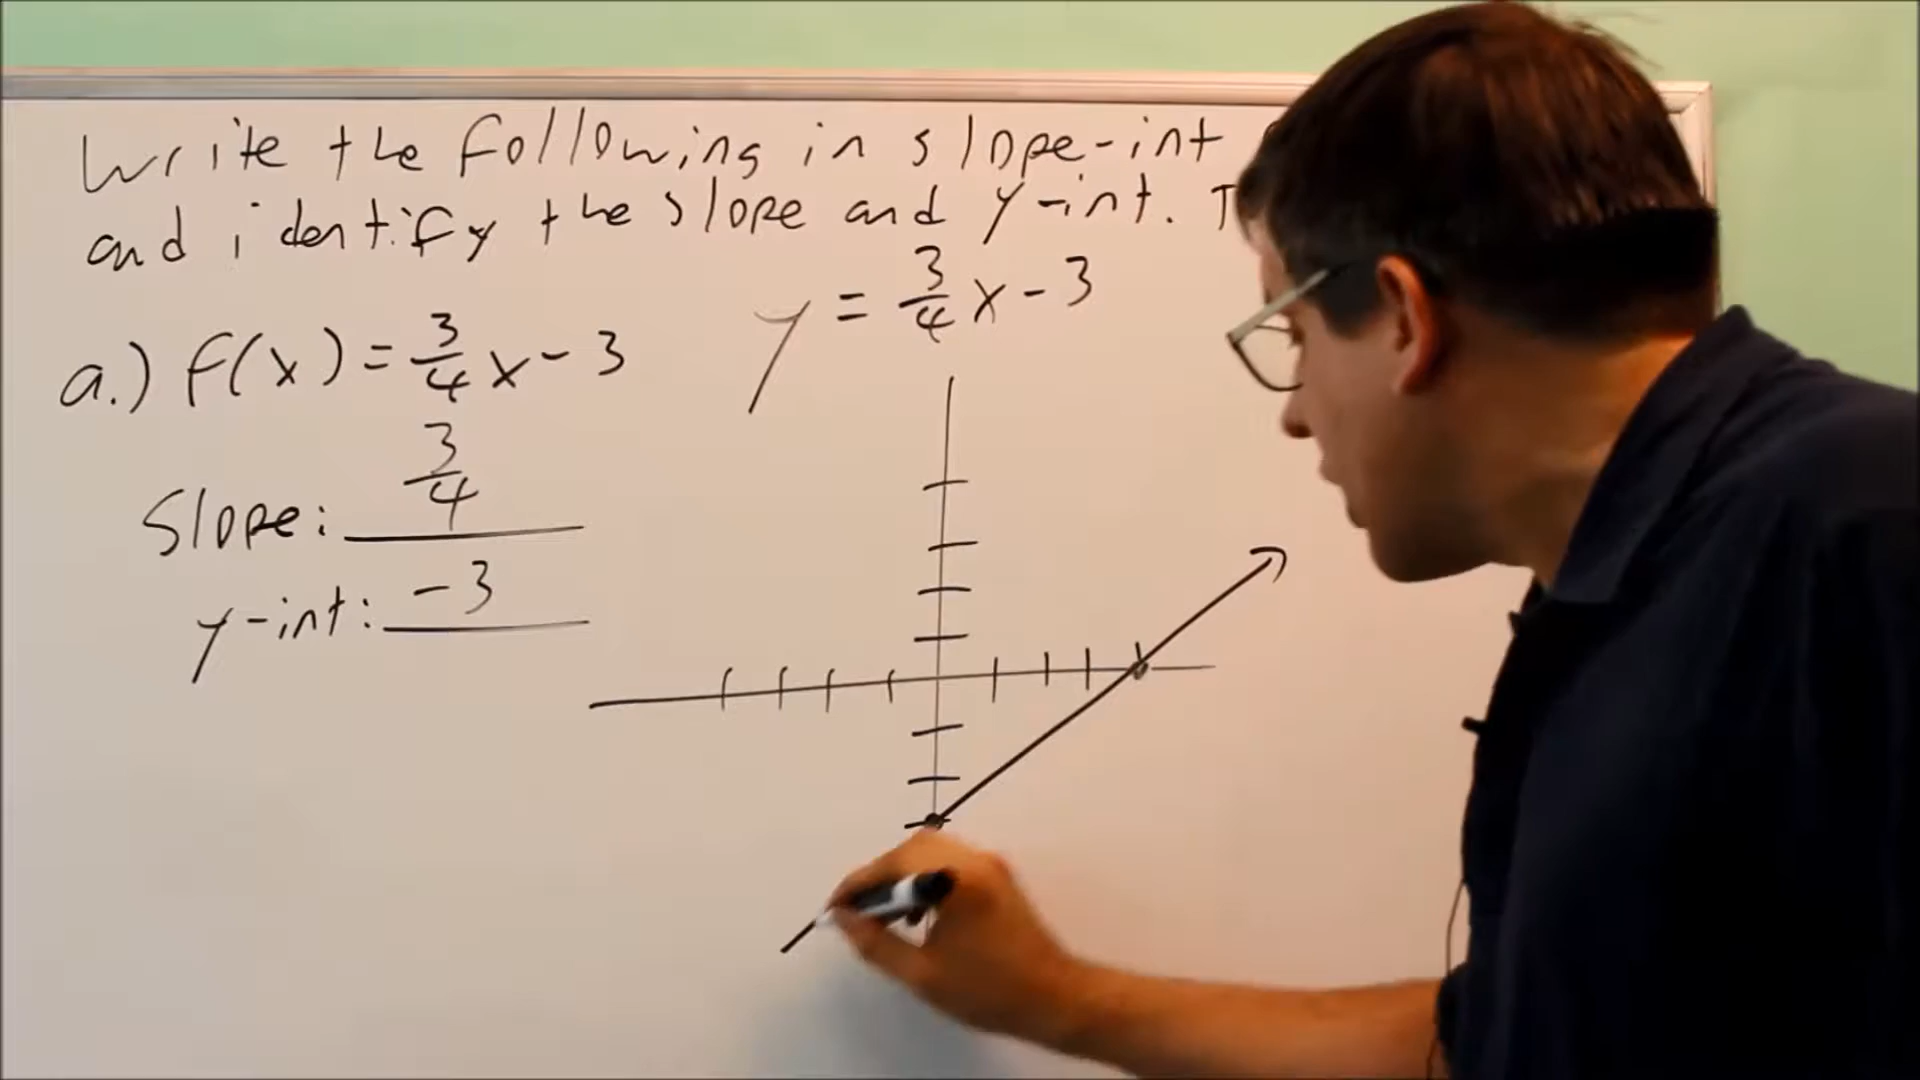 Write the following in slope-int
and identify the slope and y-int. T
y = 3/4 x - 3
a.) f(x) = 3/4 x - 3
Slope: 3/4
y-int: -3